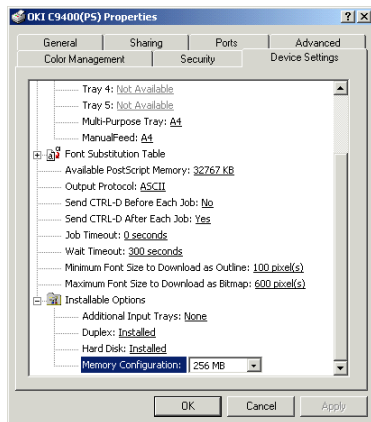 OKI C9400(PS) Properties
General Sharing Ports Advanced
Color Management Security Device Settings
Tray 4: Not Available
Tray 5: Not Available
Multi-Purpose Tray: A4
ManualFeed: A4
Font Substitution Table
Available PostScript Memory: 32767 KB
Output Protocol: ASCII
Send CTRL-D Before Each Job: No
Send CTRL-D After Each Job: Yes
Job Timeout: 0 seconds
Wait Timeout: 300 seconds
Minimum Font Size to Download as Outline: 100 pixel(s)
Maximum Font Size to Download as Bitmap: 600 pixel(s)
Installable Options
Additional Input Trays: None
Duplex: Installed
Hard Disk: Installed
Memory Configuration: 256 MB
OK Cancel Apply